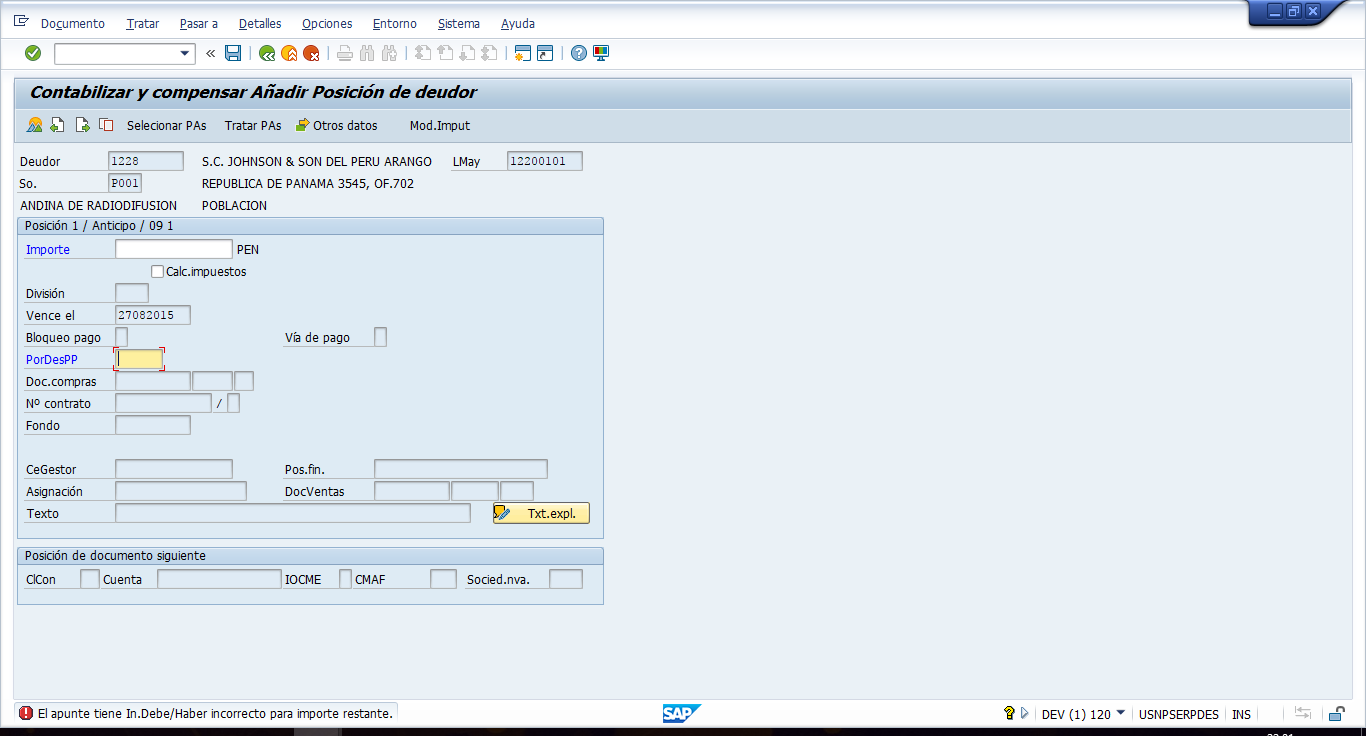 Documento Tratar Pasar a Detalles Opciones Entorno Sistema Ayuda
Contabilizar y compensar Añadir Posición de deudor
Selecionar PAs Tratar PAs Otros datos Mod.Imput
Deudor 1228 S.C. JOHNSON & SON DEL PERU ARANGO LMay 12200101
So. P001 REPUBLICA DE PANAMA 3545, OF.702
ANDINA DE RADIODIFUSION POBLACION
Posición 1 / Anticipo / 09 1
Importe PEN
Calc.impuestos
División
Vence el 27082015
Bloqueo pago Vía de pago
PorDesPP
Doc.compras
Nº contrato /
Fondo
CeGestor Pos.fin.
Asignación DocVentas
Texto Txt.expl.
Posición de documento siguiente
ClCon Cuenta IOCME CMAF Socied.nva.
El apunte tiene In.Debe/Haber incorrecto para importe restante. SAP DEV (1) 120 USNPSERPDES INS